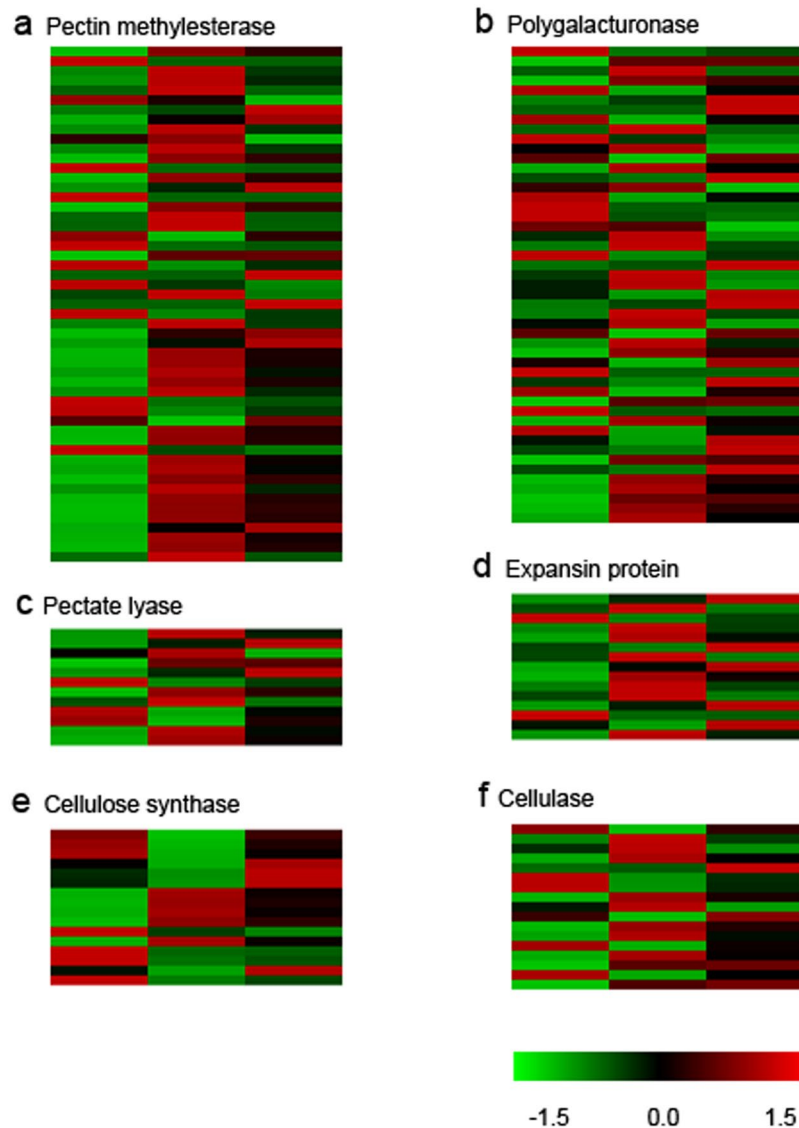 a Pectin methylesterase
b Polygalacturonase
c Pectate lyase
d Expansin protein
e Cellulose synthase
f Cellulase
-1.5 0.0 1.5